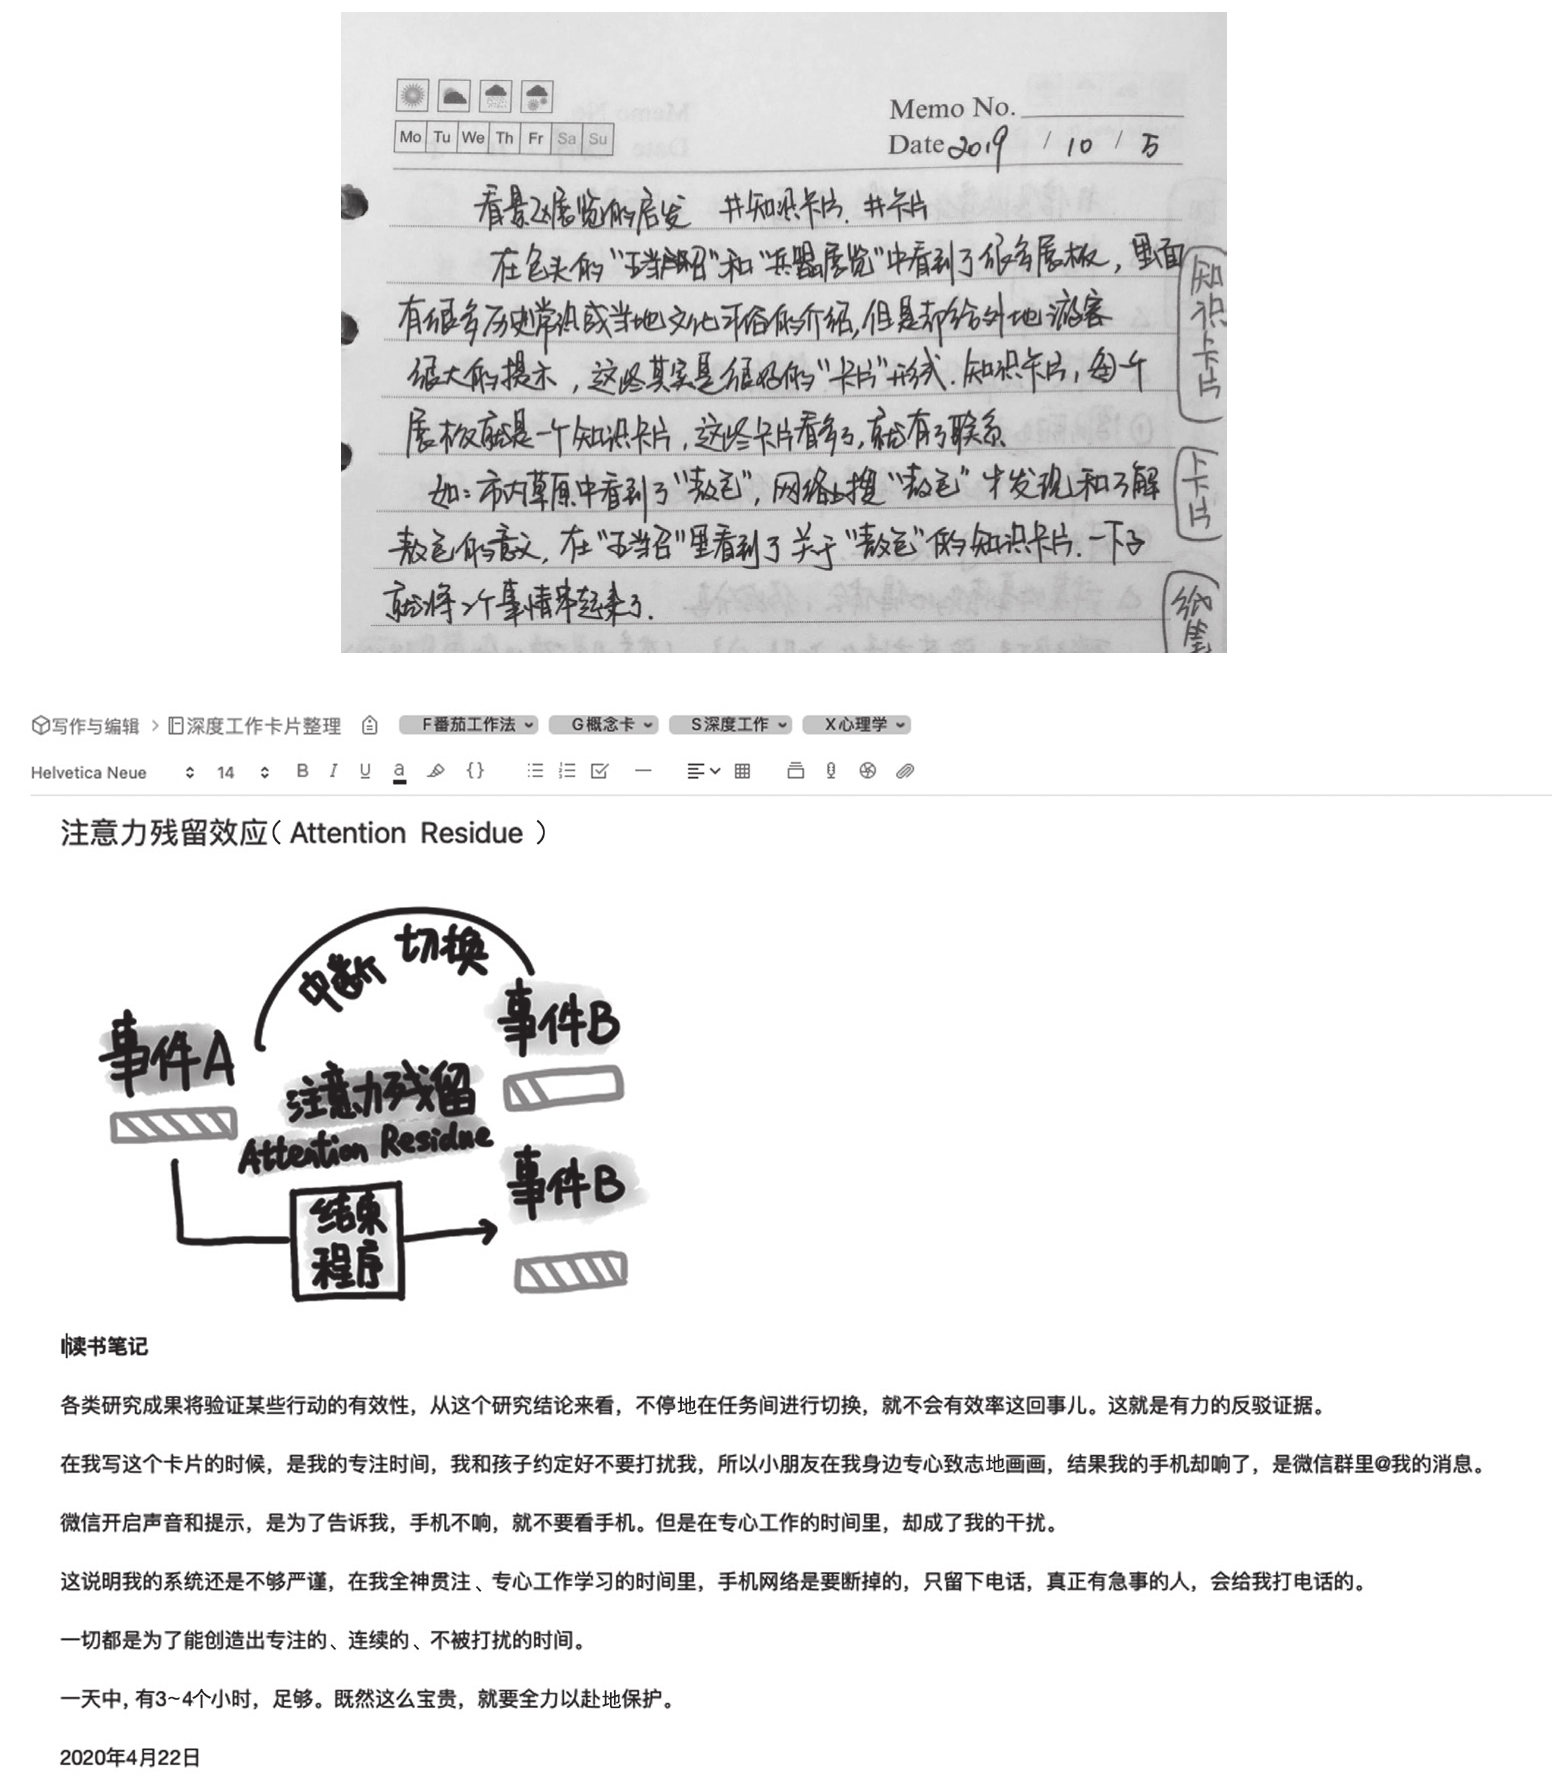 Memo No.
Mo Tu We Th Fr Sa Su
Date 2019 / 10 / 5
看景区展览的启发 #知识卡片. #卡片
在包头的"五当召"和"兵器展览"中看到了很多展板，里面
有很多历史常识或当地文化习俗的介绍,但是却给外地游客
很大的提示，这些其实是很好的"卡片"形式.知识卡片，每一个
展板就是一个知识卡片,这些卡片看多了,就有了联系.
如：市内草原中看到了"敖包",网络上搜"敖包"才发现和了解
敖包的意义,在"五当召"里看到了关于"敖包"的知识卡片.一下子
就将2个事情串起来了.
知识卡片
卡片
纸笔
写作与编辑 > 深度工作卡片整理 F番茄工作法 G概念卡 S深度工作 X心理学
Helvetica Neue 14 B I U a {}
注意力残留效应（Attention Residue）
中断 切换
事件A
事件B
注意力残留
Attention Residue
事件B
结束
程序
读书笔记
各类研究成果将验证某些行动的有效性，从这个研究结论来看，不停地在任务间进行切换，就不会有效率这回事儿。这就是有力的反驳证据。
在我写这个卡片的时候，是我的专注时间，我和孩子约定好不要打扰我，所以小朋友在我身边专心致志地画画，结果我的手机却响了，是微信群里@我的消息。
微信开启声音和提示，是为了告诉我，手机不响，就不要看手机。但是在专心工作的时间里，却成了我的干扰。
这说明我的系统还是不够严谨，在我全神贯注、专心工作学习的时间里，手机网络是要断掉的，只留下电话，真正有急事的人，会给我打电话的。
一切都是为了能创造出专注的、连续的、不被打扰的时间。
一天中, 有3~4个小时，足够。既然这么宝贵，就要全力以赴地保护。
2020年4月22日